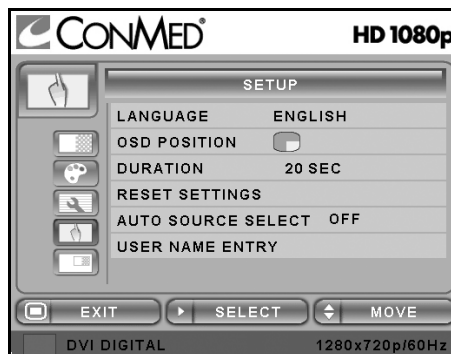 CONMED®
HD 1080p
SETUP
LANGUAGE ENGLISH
OSD POSITION
DURATION 20 SEC
RESET SETTINGS
AUTO SOURCE SELECT OFF
USER NAME ENTRY
EXIT SELECT MOVE
DVI DIGITAL 1280x720p/60Hz